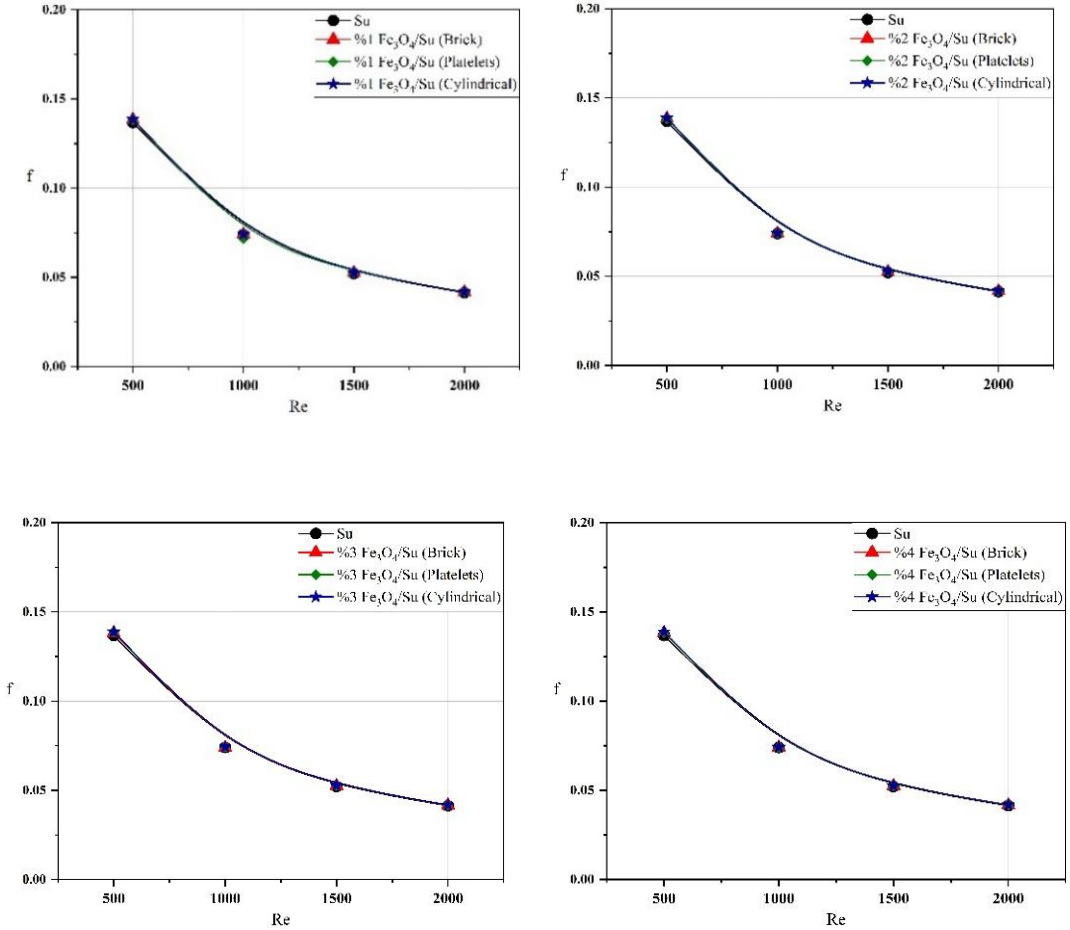 0.20
0.15
0.10
0.05
0.00
f
Su
%1 Fe₃O₄/Su (Brick)
%1 Fe₃O₄/Su (Platelets)
%1 Fe₃O₄/Su (Cylindrical)
500 1000 1500 2000
Re
0.20
0.15
0.10
0.05
0.00
f
Su
%2 Fe₃O₄/Su (Brick)
%2 Fe₃O₄/Su (Platelets)
%2 Fe₃O₄/Su (Cylindrical)
500 1000 1500 2000
Re
0.20
0.15
0.10
0.05
0.00
f
Su
%3 Fe₃O₄/Su (Brick)
%3 Fe₃O₄/Su (Platelets)
%3 Fe₃O₄/Su (Cylindrical)
500 1000 1500 2000
Re
0.20
0.15
0.10
0.05
0.00
f
Su
%4 Fe₃O₄/Su (Brick)
%4 Fe₃O₄/Su (Platelets)
%4 Fe₃O₄/Su (Cylindrical)
500 1000 1500 2000
Re